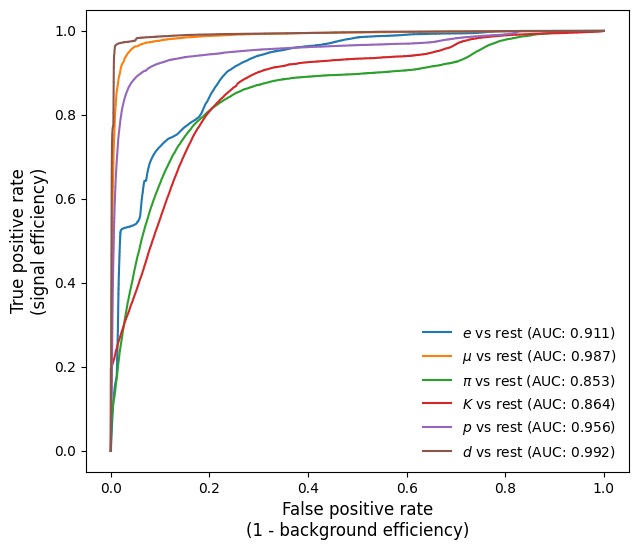 True positive rate
(signal efficiency)
1.0
0.8
0.6
0.4
0.2
0.0
e vs rest (AUC: 0.911)
μ vs rest (AUC: 0.987)
π vs rest (AUC: 0.853)
K vs rest (AUC: 0.864)
p vs rest (AUC: 0.956)
d vs rest (AUC: 0.992)
0.0 0.2 0.4 0.6 0.8 1.0
False positive rate
(1 - background efficiency)